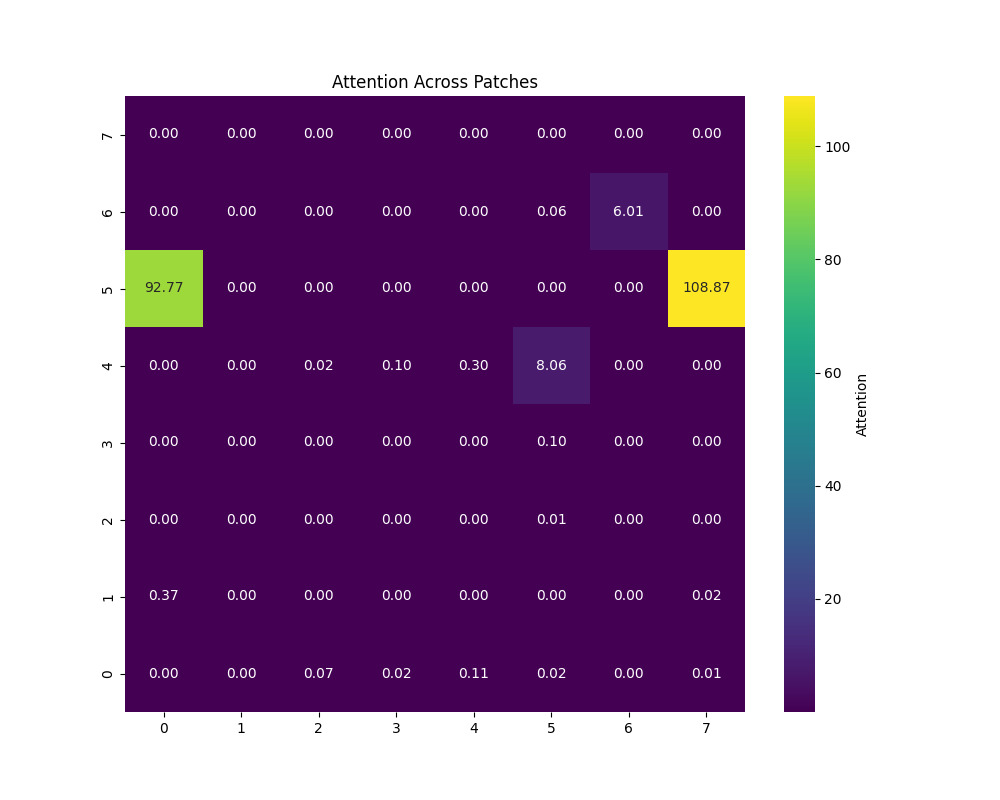 Attention Across Patches
7 0.00 0.00 0.00 0.00 0.00 0.00 0.00 0.00
6 0.00 0.00 0.00 0.00 0.00 0.06 6.01 0.00
5 92.77 0.00 0.00 0.00 0.00 0.00 0.00 108.87
4 0.00 0.00 0.02 0.10 0.30 8.06 0.00 0.00
3 0.00 0.00 0.00 0.00 0.00 0.10 0.00 0.00
2 0.00 0.00 0.00 0.00 0.00 0.01 0.00 0.00
1 0.37 0.00 0.00 0.00 0.00 0.00 0.00 0.02
0 0.00 0.00 0.07 0.02 0.11 0.02 0.00 0.01
0 1 2 3 4 5 6 7
100
80
60
40
20
Attention